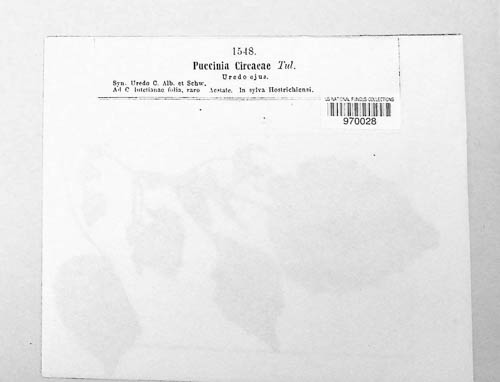 1548.
Puccinia Circaeae Tul.
Uredo ejus.
Syn. Uredo C. Alb. et Schw.
Ad C. lutetianae folia, raro Aestate. In sylva Hostrichiensi.
US NATIONAL FUNGUS COLLECTIONS
970028